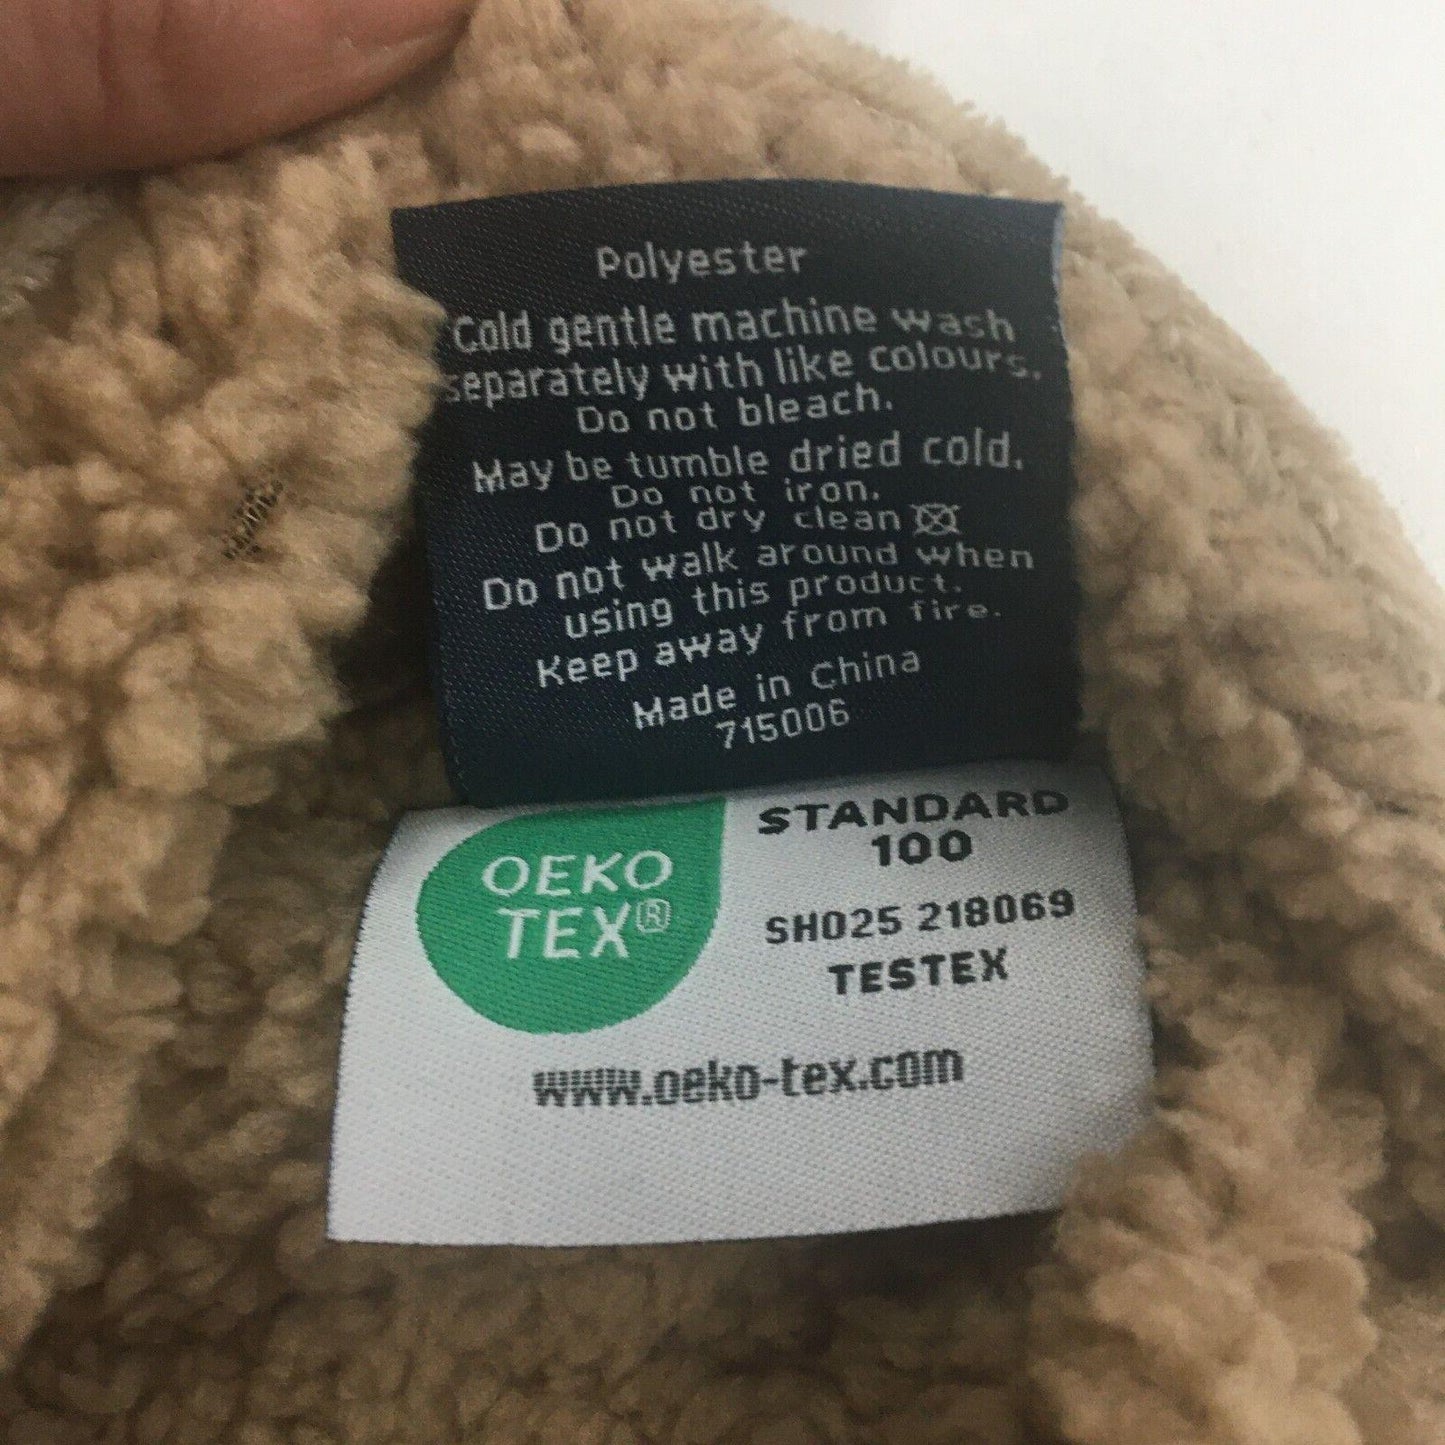 Polyester
Cold gentle machine wash
separately with like colours.
Do not bleach.
May be tumble dried cold.
Do not iron.
Do not dry clean
Do not walk around when
using this product.
Keep away from fire.
Made in China
715006
OEKO
TEX®
STANDARD
100
SH025 218069
TESTEX
www.oeko-tex.com